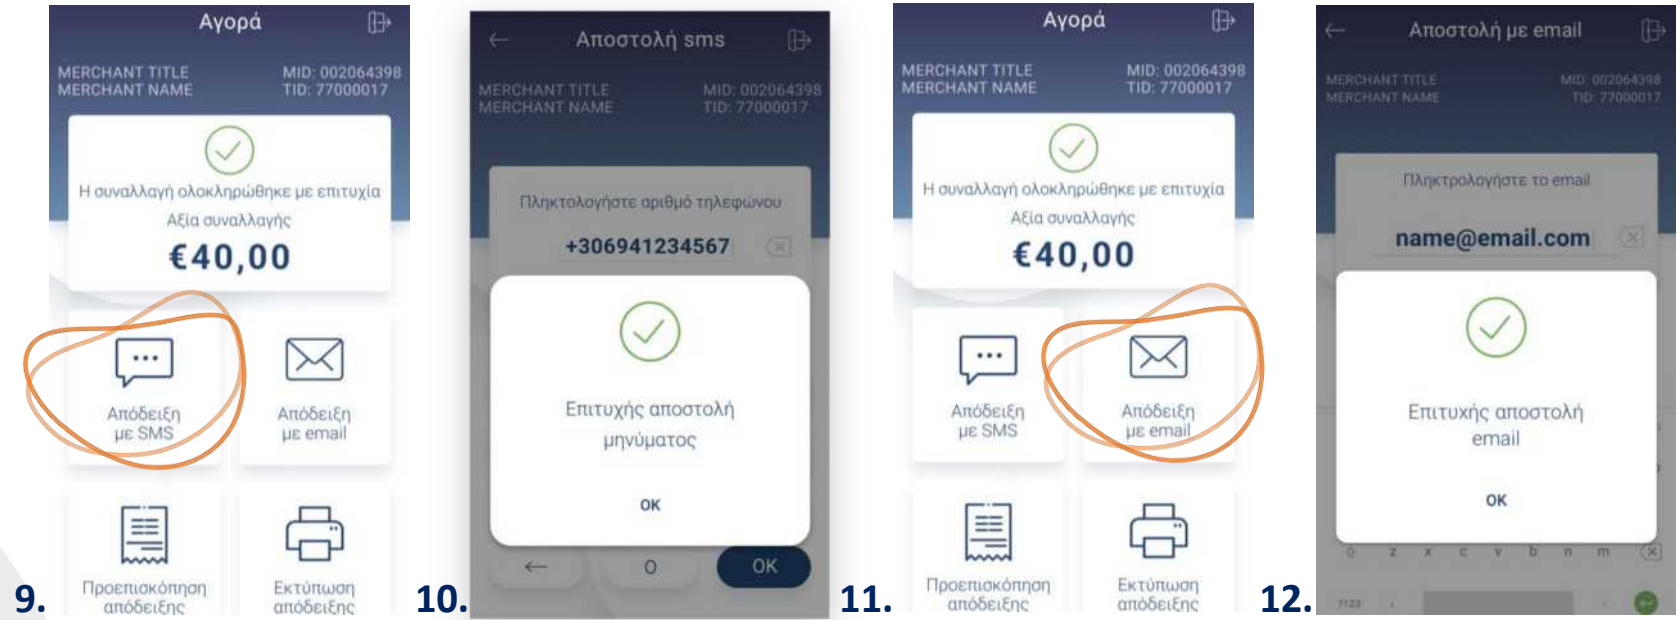 Αγορά
MERCHANT TITLE MID: 002064398
MERCHANT NAME TID: 77000017
Η συναλλαγή ολοκληρώθηκε με επιτυχία
Αξία συναλλαγής
€40,00
Απόδειξη
με SMS
Απόδειξη
με email
Προεπισκόπηση
απόδειξης
Εκτύπωση
απόδειξης
9.
Αποστολή sms
MERCHANT TITLE MID: 002064398
MERCHANT NAME TID: 77000017
Πληκτολογήστε αριθμό τηλεφώνου
+306941234567
Επιτυχής αποστολή
μηνύματος
OK
0 OK
10.
Αγορά
MERCHANT TITLE MID: 002064398
MERCHANT NAME TID: 77000017
Η συναλλαγή ολοκληρώθηκε με επιτυχία
Αξία συναλλαγής
€40,00
Απόδειξη
με SMS
Απόδειξη
με email
Προεπισκόπηση
απόδειξης
Εκτύπωση
απόδειξης
11.
Αποστολή με email
MERCHANT TITLE MID: 002064398
MERCHANT NAME TID: 77000017
Πληκτρολογήστε το email
name@email.com
Επιτυχής αποστολή
email
OK
z x c v b n m
?123
12.